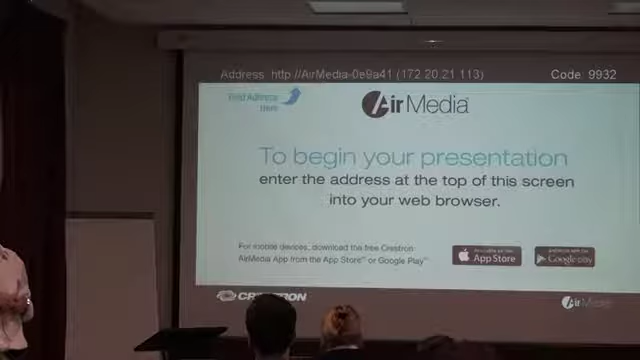 Address: http://AirMedia-0e9a41 (172.20.21.113) Code: 9932
Find Address
Here
AirMedia
To begin your presentation
enter the address at the top of this screen
into your web browser.
For mobile devices, download the free Crestron
AirMedia App from the App Store™ or Google Play™
App Store
Google play
CRESTRON
AirMedia